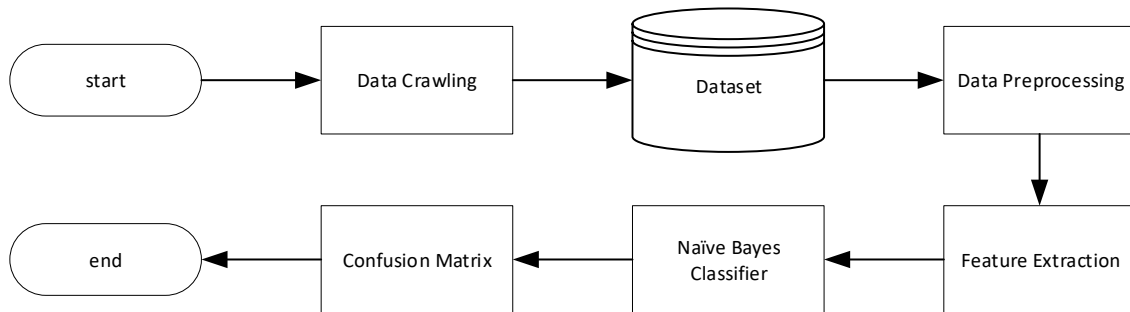 start
Data Crawling
Dataset
Data Preprocessing
end
Confusion Matrix
Naïve Bayes
Classifier
Feature Extraction